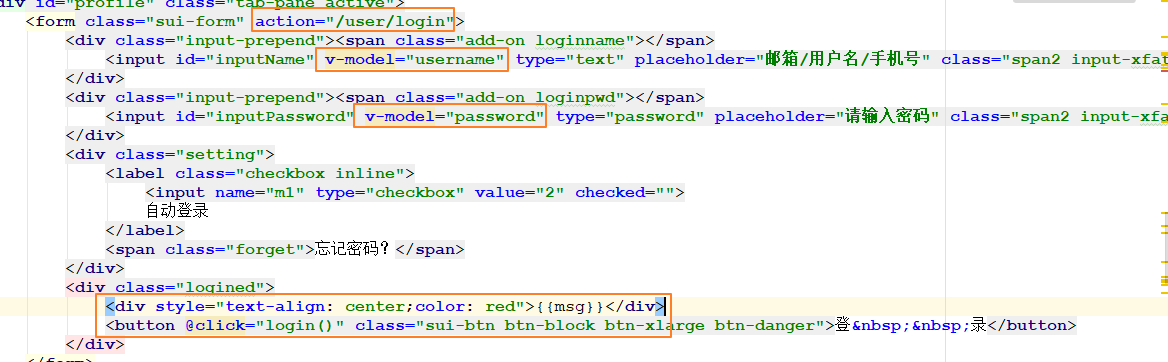 div id="profile" class="tab-pane active">
<form class="sui-form" action="/user/login">
<div class="input-prepend"><span class="add-on loginname"></span>
<input id="inputName" v-model="username" type="text" placeholder="邮箱/用户名/手机号" class="span2 input-xfat
</div>
<div class="input-prepend"><span class="add-on loginpwd"></span>
<input id="inputPassword" v-model="password" type="password" placeholder="请输入密码" class="span2 input-xfa
</div>
<div class="setting">
<label class="checkbox inline">
<input name="m1" type="checkbox" value="2" checked="">
自动登录
</label>
<span class="forget">忘记密码？</span>
</div>
<div class="logined">
<div style="text-align: center;color: red">{{msg}}</div>
<button @click="login()" class="sui-btn btn-block btn-xlarge btn-danger">登&nbsp;&nbsp;录</button>
</div>
</form>